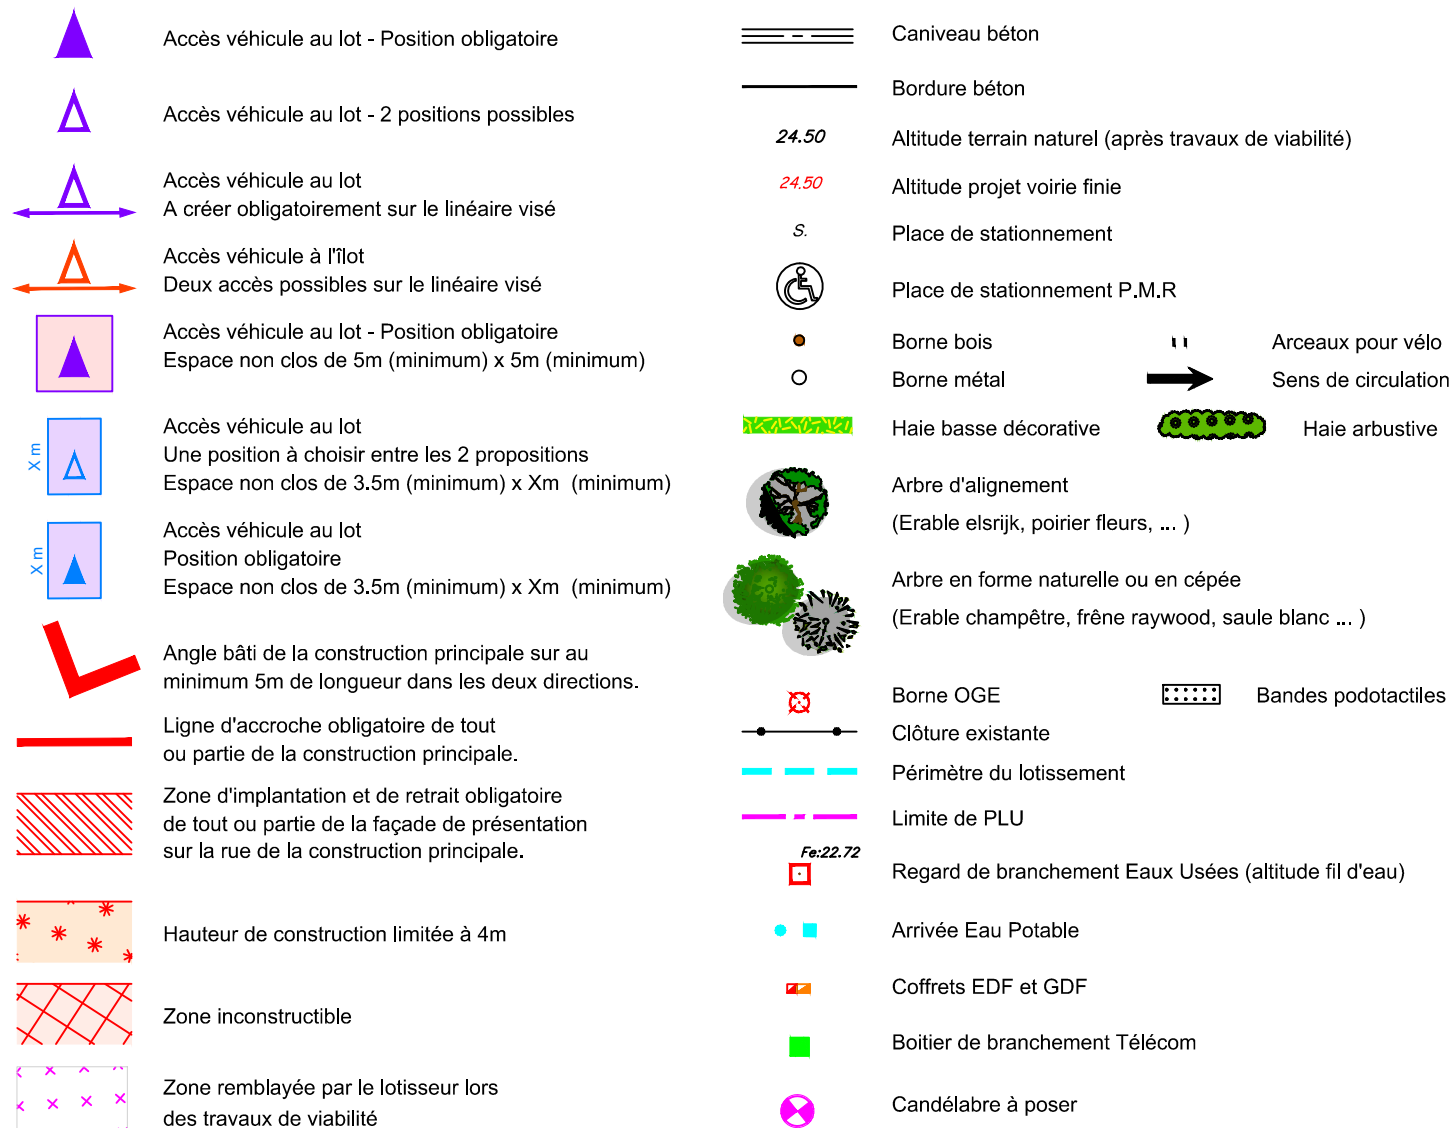 Accès véhicule au lot - Position obligatoire
Accès véhicule au lot - 2 positions possibles
Accès véhicule au lot
A créer obligatoirement sur le linéaire visé
Accès véhicule à l'îlot
Deux accès possibles sur le linéaire visé
Accès véhicule au lot - Position obligatoire
Espace non clos de 5m (minimum) x 5m (minimum)
X m
Accès véhicule au lot
Une position à choisir entre les 2 propositions
Espace non clos de 3.5m (minimum) x Xm (minimum)
X m
Accès véhicule au lot
Position obligatoire
Espace non clos de 3.5m (minimum) x Xm (minimum)
Angle bâti de la construction principale sur au
minimum 5m de longueur dans les deux directions.
Ligne d'accroche obligatoire de tout
ou partie de la construction principale.
Zone d'implantation et de retrait obligatoire
de tout ou partie de la façade de présentation
sur la rue de la construction principale.
Hauteur de construction limitée à 4m
Zone inconstructible
Zone remblayée par le lotisseur lors
des travaux de viabilité
Caniveau béton
Bordure béton
24.50 Altitude terrain naturel (après travaux de viabilité)
24.50 Altitude projet voirie finie
S. Place de stationnement
Place de stationnement P.M.R
Borne bois
Arceaux pour vélo
Borne métal
Sens de circulation
Haie basse décorative
Haie arbustive
Arbre d'alignement
(Erable elsrijk, poirier fleurs, ... )
Arbre en forme naturelle ou en cépée
(Erable champêtre, frêne raywood, saule blanc ... )
Borne OGE
Bandes podotactiles
Clôture existante
Périmètre du lotissement
Limite de PLU
Fe:22.72
Regard de branchement Eaux Usées (altitude fil d'eau)
Arrivée Eau Potable
Coffrets EDF et GDF
Boitier de branchement Télécom
Candélabre à poser